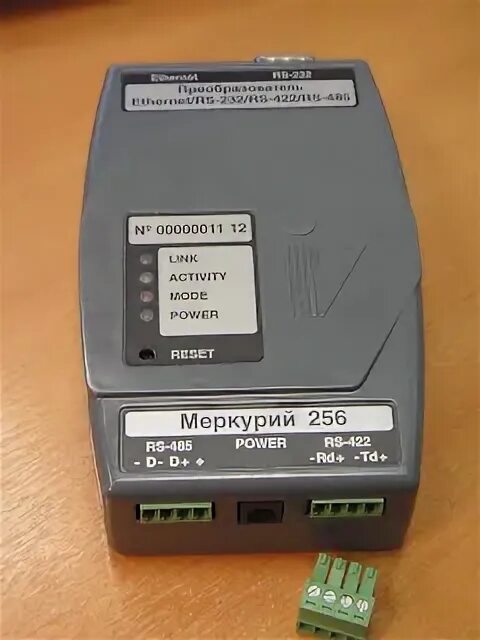 Ethernet RS-232
Преобразователь
Ethernet/RS-232/RS-422/RS-485
№ 00000011 12
LINK
ACTIVITY
MODE
POWER
RESET
Меркурий 256
RS-485 POWER RS-422
- D- D+ + -Rd+ -Td+